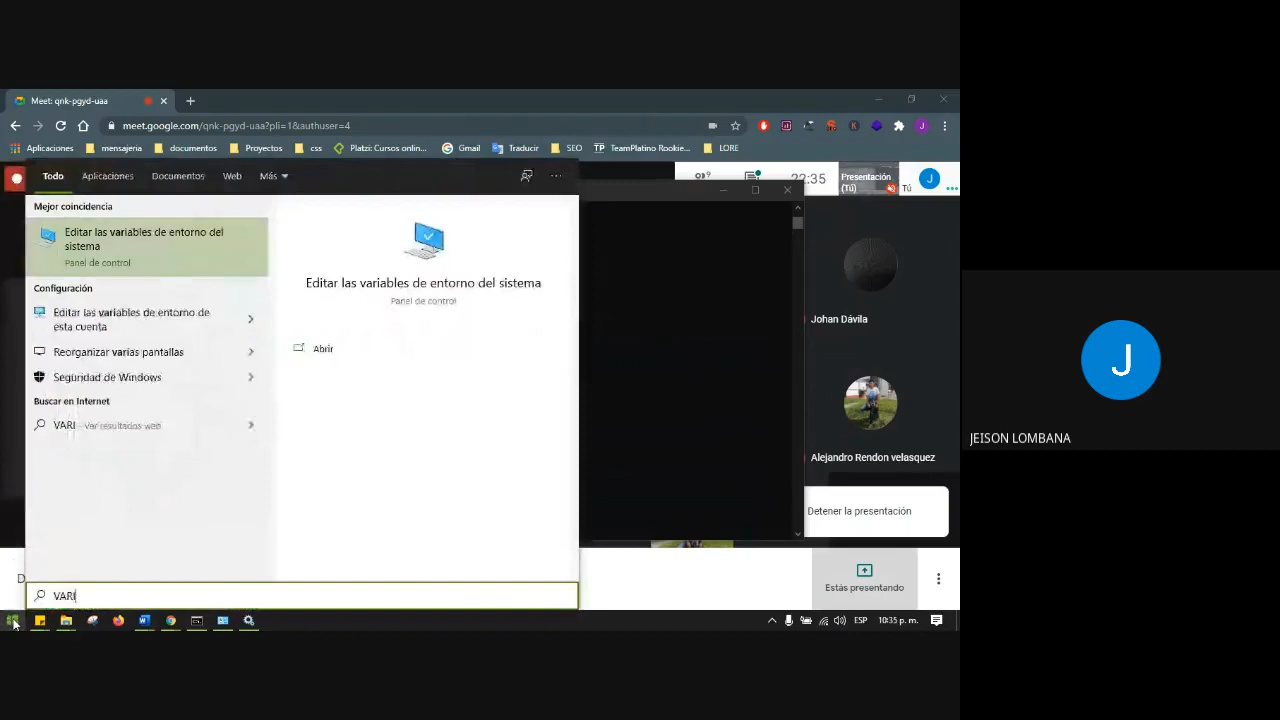 Meet: qnk-pgyd-uaa
meet.google.com/qnk-pgyd-uaa?pli=1&authuser=4
Aplicaciones mensajeria documentos Proyectos css Platzi: Cursos onlin... Gmail Traducir SEO TP TeamPlatino Rookie... LORE
Todo Aplicaciones Documentos Web Más
9
22:35
Presentación
(Tú)
Tú
J
Mejor coincidencia
Editar las variables de entorno del
sistema
Panel de control
Configuración
Editar las variables de entorno de
esta cuenta
Reorganizar varias pantallas
Seguridad de Windows
Buscar en Internet
VARI - Ver resultados web
Editar las variables de entorno del sistema
Panel de control
Abrir
Johan Dávila
Alejandro Rendon velasquez
Detener la presentación
Estás presentando
D
VARI
ESP 10:35 p. m.
J
JEISON LOMBANA